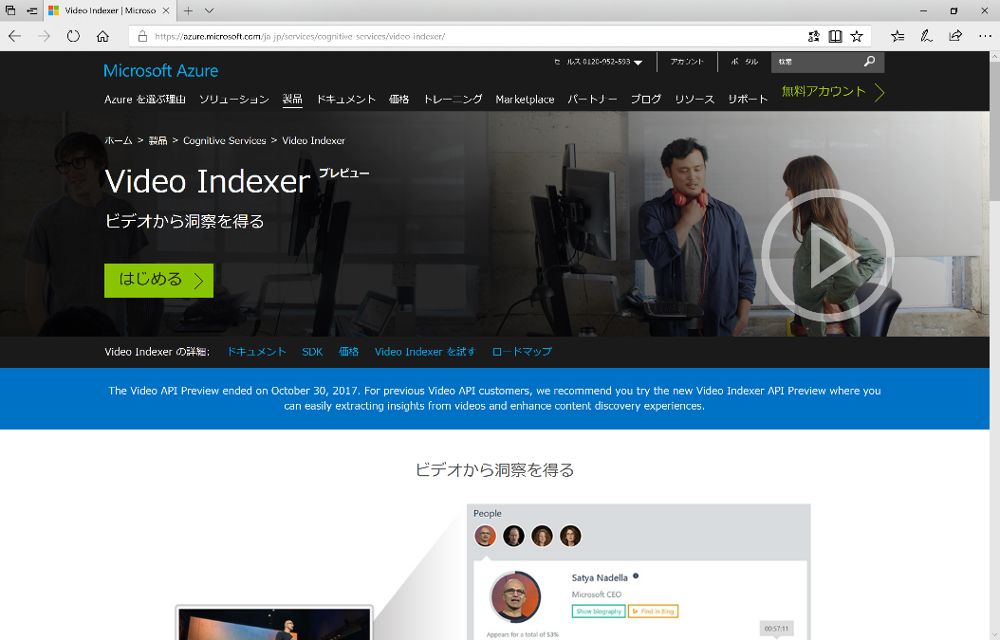 Video Indexer | Microso
https://azure.microsoft.com/ja-jp/services/cognitive-services/video-indexer/
Microsoft Azure
セールス 0120-952-593
アカウント
ポータル
検索
Azure を選ぶ理由 ソリューション 製品 ドキュメント 価格 トレーニング Marketplace パートナー ブログ リソース サポート
無料アカウント
ホーム > 製品 > Cognitive Services > Video Indexer
Video Indexer プレビュー
ビデオから洞察を得る
はじめる
Video Indexer の詳細: ドキュメント SDK 価格 Video Indexer を試す ロードマップ
The Video API Preview ended on October 30, 2017. For previous Video API customers, we recommend you try the new Video Indexer API Preview where you
can easily extracting insights from videos and enhance content discovery experiences.
ビデオから洞察を得る
People
Satya Nadella
Microsoft CEO
Show biography Find in Bing
Appears for a total of 53%
00:57:11